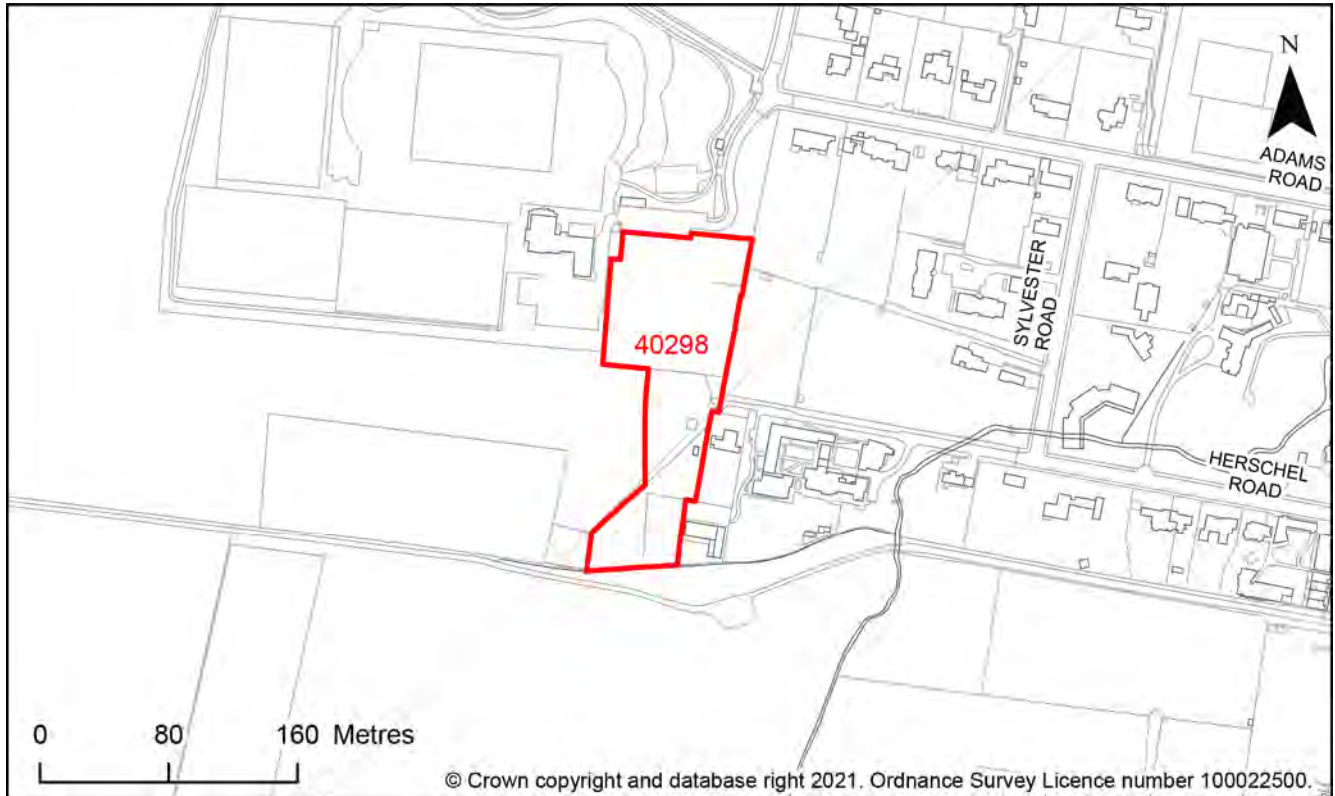 N
ADAMS
ROAD
SYLVESTER
ROAD
40298
HERSCHEL
ROAD
0 80 160 Metres
© Crown copyright and database right 2021. Ordnance Survey Licence number 100022500.